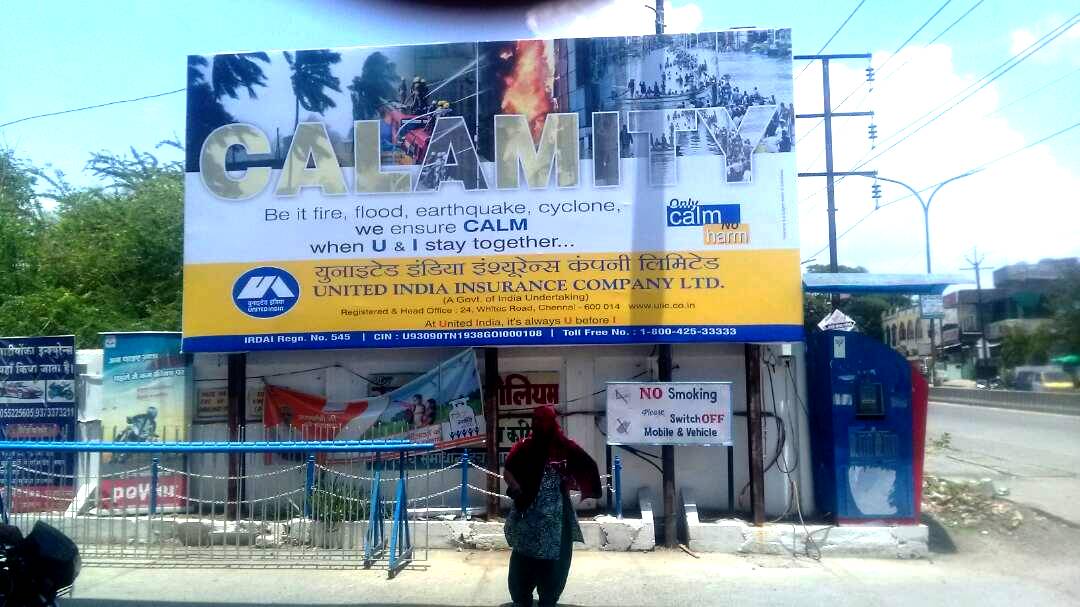 CALAMITY
Be it fire, flood, earthquake, cyclone,
we ensure CALM
when U & I stay together...
Only
calm
No
harm
युनाइटेड इंडिया
UNITED INDIA
युनाइटेड इंडिया इंश्यूरेन्स कंपनी लिमिटेड
UNITED INDIA INSURANCE COMPANY LTD.
(A Govt. of India Undertaking)
Registered & Head Office : 24, Whites Road, Chennai - 600 014 www.uiic.co.in
At United India, it's always U before I
IRDAI Regn. No. 545 | CIN : U93090TN1938GOI000108 | Toll Free No. : 1-800-425-33333
NO Smoking
Please
Switch OFF
Mobile & Vehicle
किया जाता है